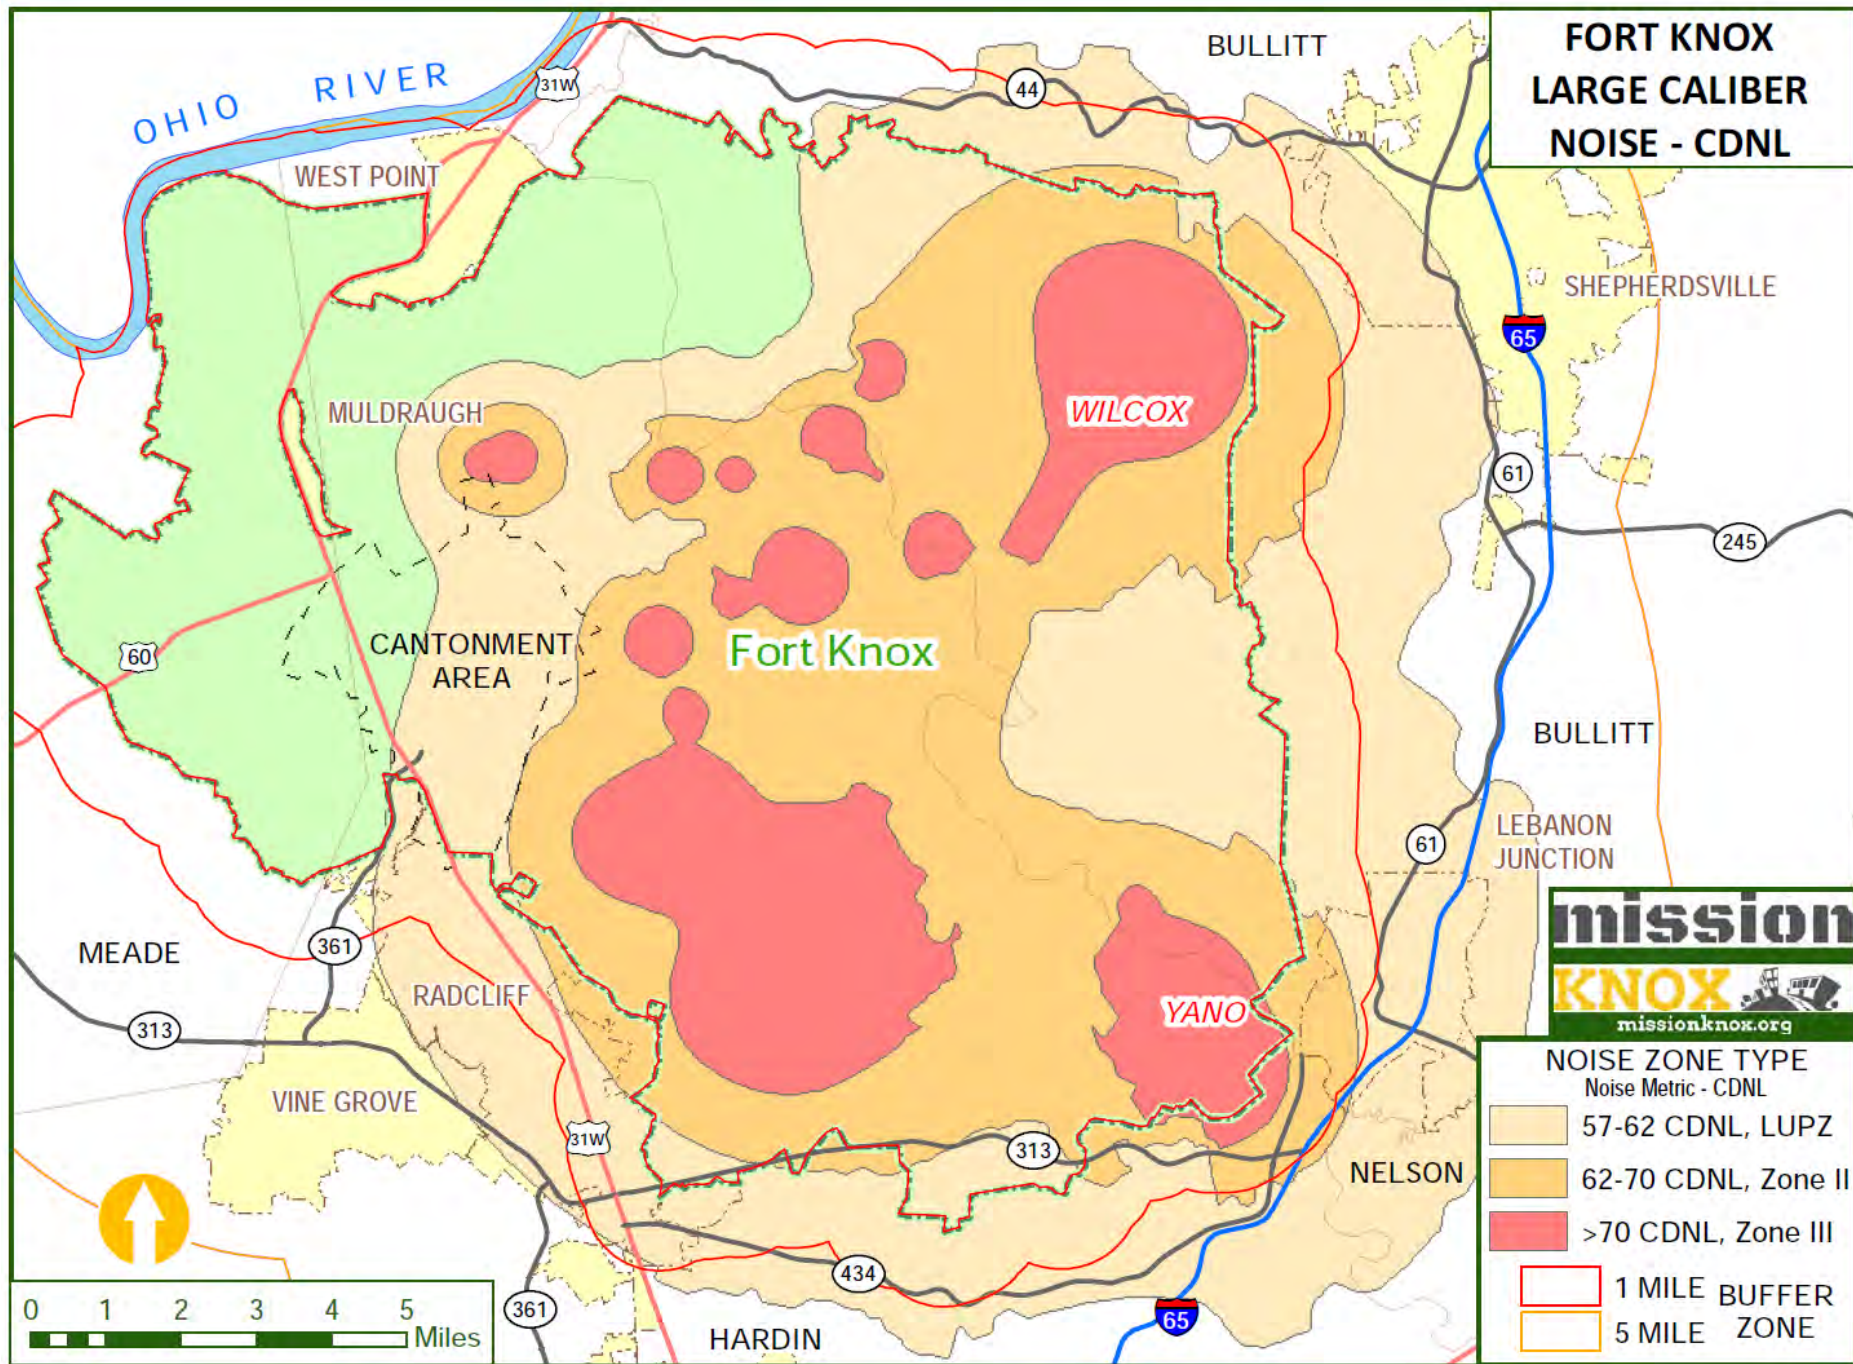 FORT KNOX
LARGE CALIBER
NOISE - CDNL
BULLITT
OHIO RIVER
31W
44
WEST POINT
SHEPHERDSVILLE
65
MULDRAUGH
WILCOX
61
245
CANTONMENT
AREA
Fort Knox
60
BULLITT
LEBANON
JUNCTION
61
MEADE
361
RADCLIFF
313
YANO
VINE GROVE
31W
313
NELSON
434
361
65
HARDIN
mission
KNOX
missionknox.org
NOISE ZONE TYPE
Noise Metric - CDNL
57-62 CDNL, LUPZ
62-70 CDNL, Zone II
>70 CDNL, Zone III
1 MILE
5 MILE
BUFFER
ZONE
0 1 2 3 4 5
Miles